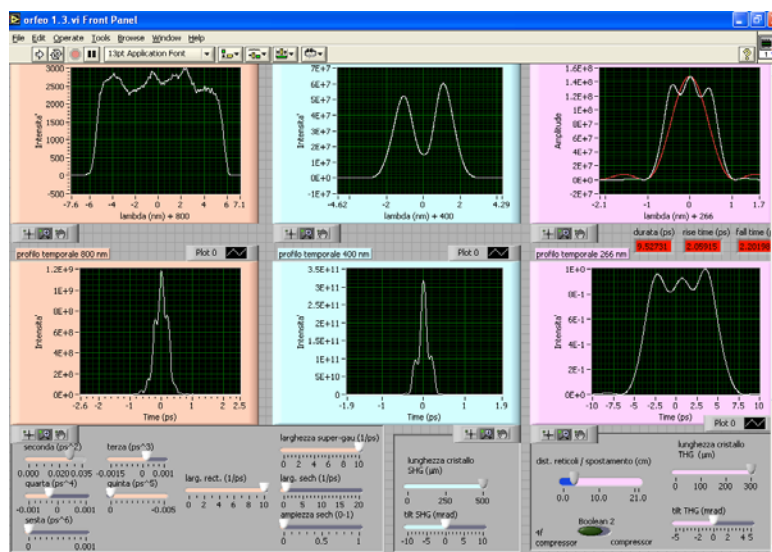 orfeo 1.3.vi Front Panel
File Edit Operate Tools Browse Window Help
13pt Application Font
3000
2500
2000
1500
1000
500
0
-500
Intensita'
-7.6 -6 -4 -2 0 2 4 6 7.1
lambda (nm) + 800
7E+7
6E+7
5E+7
4E+7
3E+7
2E+7
1E+7
0E+0
-1E+7
Intensita'
-4.62 -2 0 2 4.29
lambda (nm) + 400
1.6E+8
1.4E+8
1.2E+8
1E+8
8E+7
6E+7
4E+7
2E+7
0E+0
-2E+7
Amplitude
-2.1 -1 0 1 1.7
lambda (nm) + 266
durata (ps) rise time (ps) fall time (
9.52731 2.05915 2.20198
profilo temporale 800 nm Plot 0
profilo temporale 400 nm Plot 0
profilo temporale 266 nm
1.2E+9
1E+9
8E+8
6E+8
4E+8
2E+8
0E+0
Intensita'
-2.6 -2 -1 0 1 2.5
Time (ps)
3.5E+11
3E+11
2.5E+11
2E+11
1.5E+11
1E+11
5E+10
0E+0
Intensita'
-1.9 -1 0 1 1.9
Time (ps)
1E+0
8E-1
6E-1
4E-1
2E-1
0E+0
Intensita'
-10 -7.5 -5 -2.5 0 2.5 5 7.5 10
Time (ps)
Plot 0
seconda (ps^2)
0.000 0.020 0.035
terza (ps^3)
-0.0015 0 0.001
quarta (ps^4)
-0.0001 0 0.001
quinta (ps^5)
0.000 -0.005
sesta (ps^6)
0.000 0.001
larg. rect. (1/ps)
0 2 4 6 8 10
larghezza super-gau (1/ps)
0 2 4 6 8 10
larg. sech (1/ps)
0 5 10 15 20
ampiezza sech (0-1)
0 0.5 1
lunghezza cristallo
SHG (µm)
0 250 500
tilt SHG (mrad)
-10 -5 0 5 10
dist. reticoli / spostamento (cm)
0.0 10.0 21.0
Boolean 2
4f
compressor compressor
lunghezza cristallo
THG (µm)
0 100 200 300
tilt THG (mrad)
-5 -2 0 2 4 5